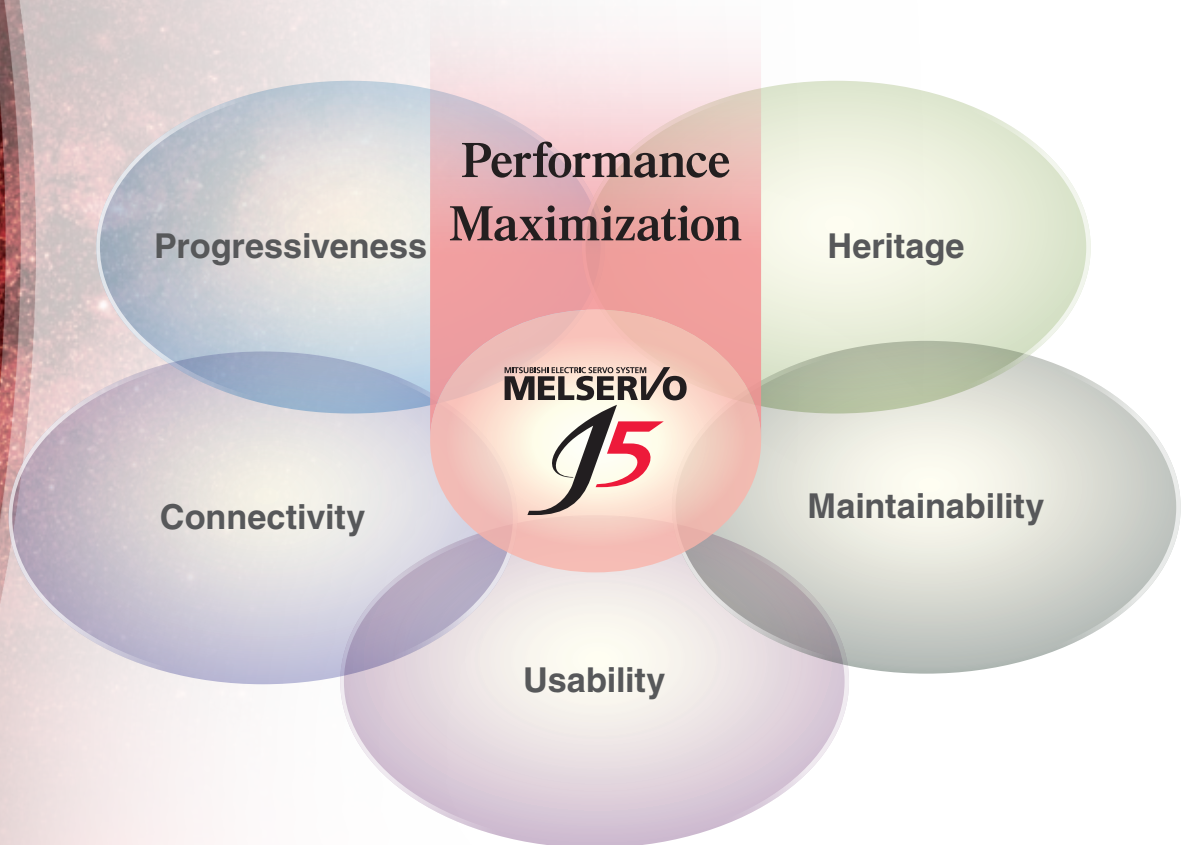 Performance
Maximization
Progressiveness
Heritage
MITSUBISHI ELECTRIC SERVO SYSTEM
MELSERVO
J5
Connectivity
Maintainability
Usability